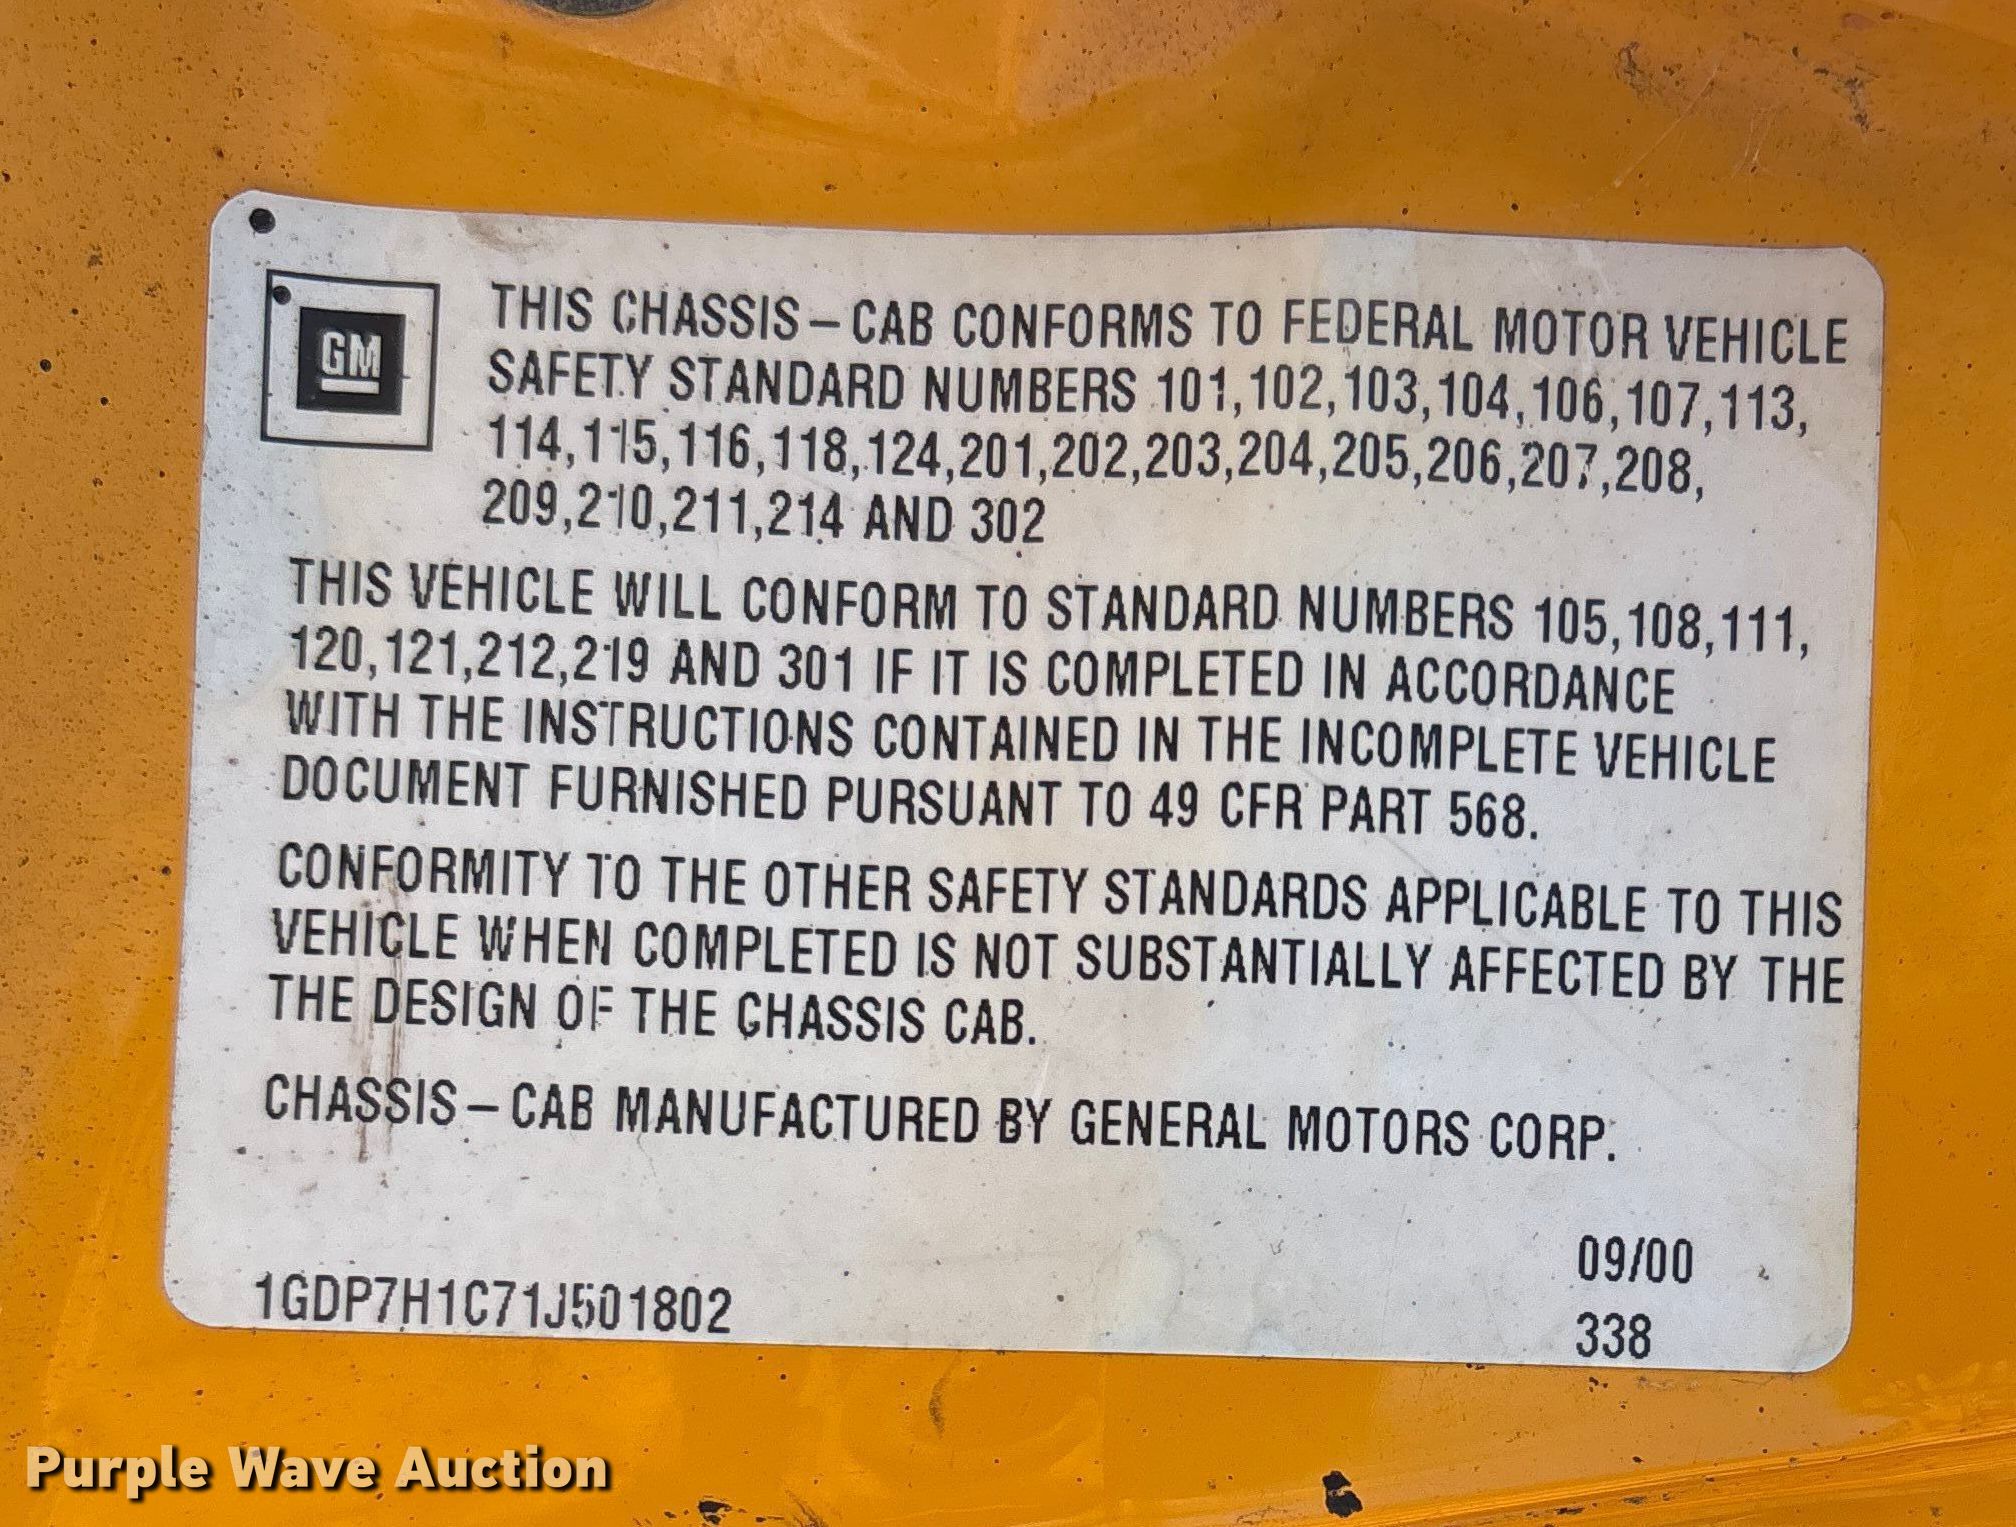 GM
THIS CHASSIS-CAB CONFORMS TO FEDERAL MOTOR VEHICLE
SAFETY STANDARD NUMBERS 101,102,103,104,106,107,113,
114,115,116,118,124,201,202,203,204,205,206,207,208,
209,210,211,214 AND 302
THIS VEHICLE WILL CONFORM TO STANDARD NUMBERS 105,108,111,
120,121,212,219 AND 301 IF IT IS COMPLETED IN ACCORDANCE
WITH THE INSTRUCTIONS CONTAINED IN THE INCOMPLETE VEHICLE
DOCUMENT FURNISHED PURSUANT TO 49 CFR PART 568.
CONFORMITY TO THE OTHER SAFETY STANDARDS APPLICABLE TO THIS
VEHICLE WHEN COMPLETED IS NOT SUBSTANTIALLY AFFECTED BY THE
THE DESIGN OF THE CHASSIS CAB.
CHASSIS-CAB MANUFACTURED BY GENERAL MOTORS CORP.
09/00
1GDP7H1C71J501802
338
Purple Wave Auction